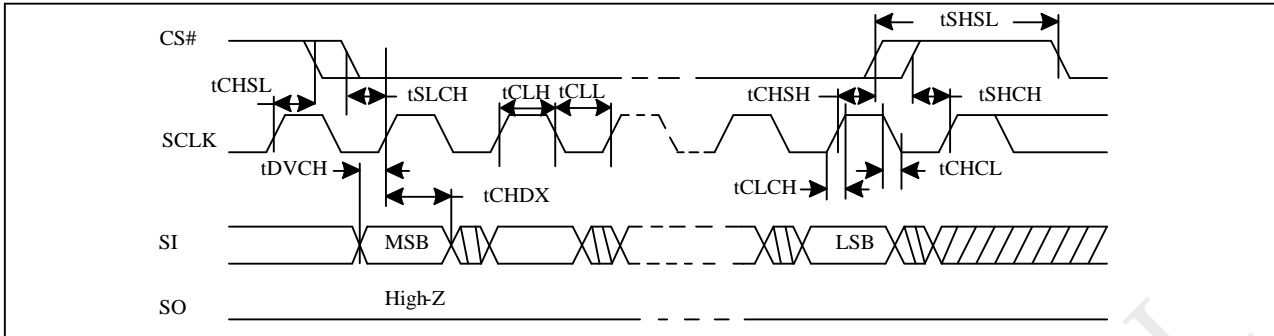 tSHSL
CS#
tCHSL
tSLCH
tCLH
tCLL
tCHSH
tSHCH
SCLK
tDVCH
tCHDX
tCLCH
tCHCL
SI
MSB
LSB
SO
High-Z